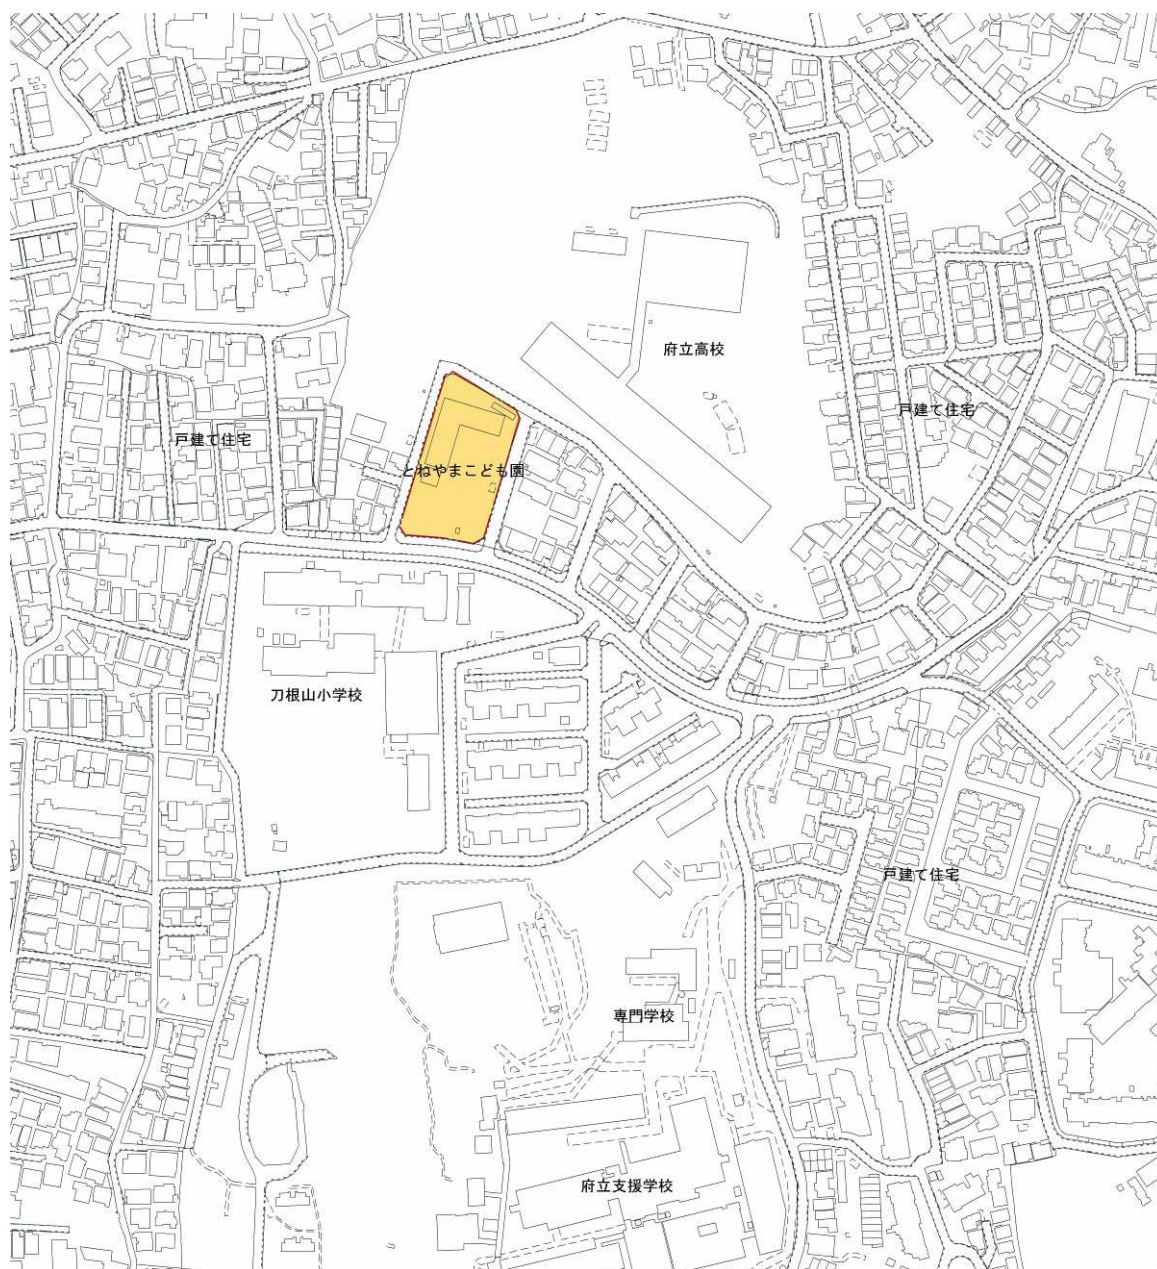 府立高校
戸建て住宅
戸建て住宅
とねやまこども園
刀根山小学校
戸建て住宅
専門学校
府立支援学校